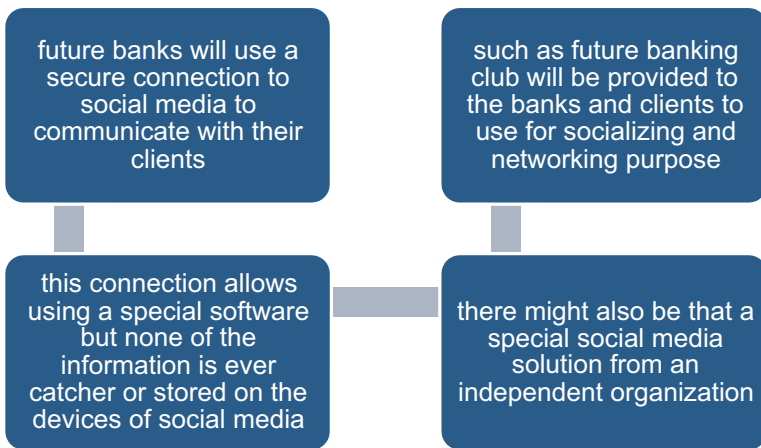 future banks will use a
secure connection to
social media to
communicate with their
clients
this connection allows
using a special software
but none of the
information is ever
catcher or stored on the
devices of social media
there might also be that a
special social media
solution from an
independent organization
such as future banking
club will be provided to
the banks and clients to
use for socializing and
networking purpose